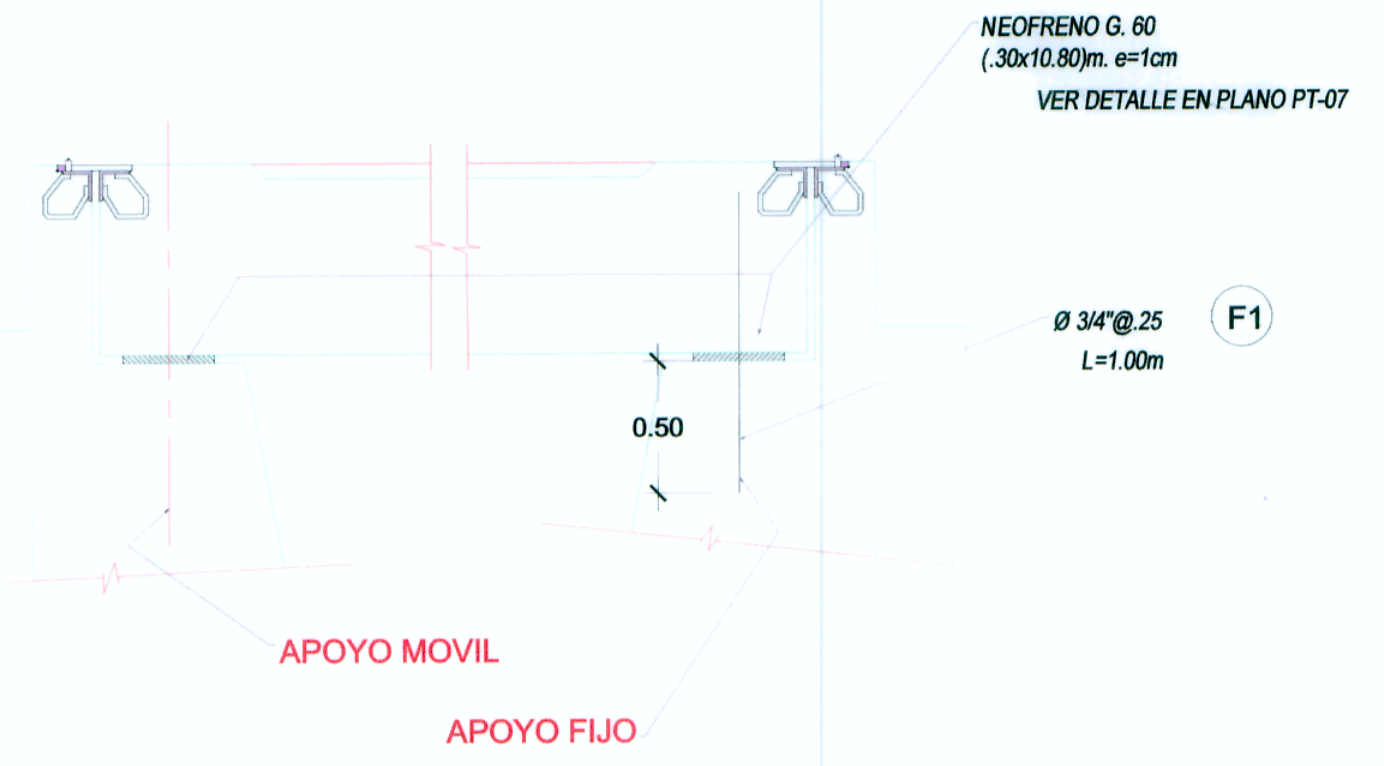 NEOFRENO G. 60
(.30x10.80)m. e=1cm
VER DETALLE EN PLANO PT-07
Ø 3/4"@.25
F1
L=1.00m
0.50
APOYO MOVIL
APOYO FIJO